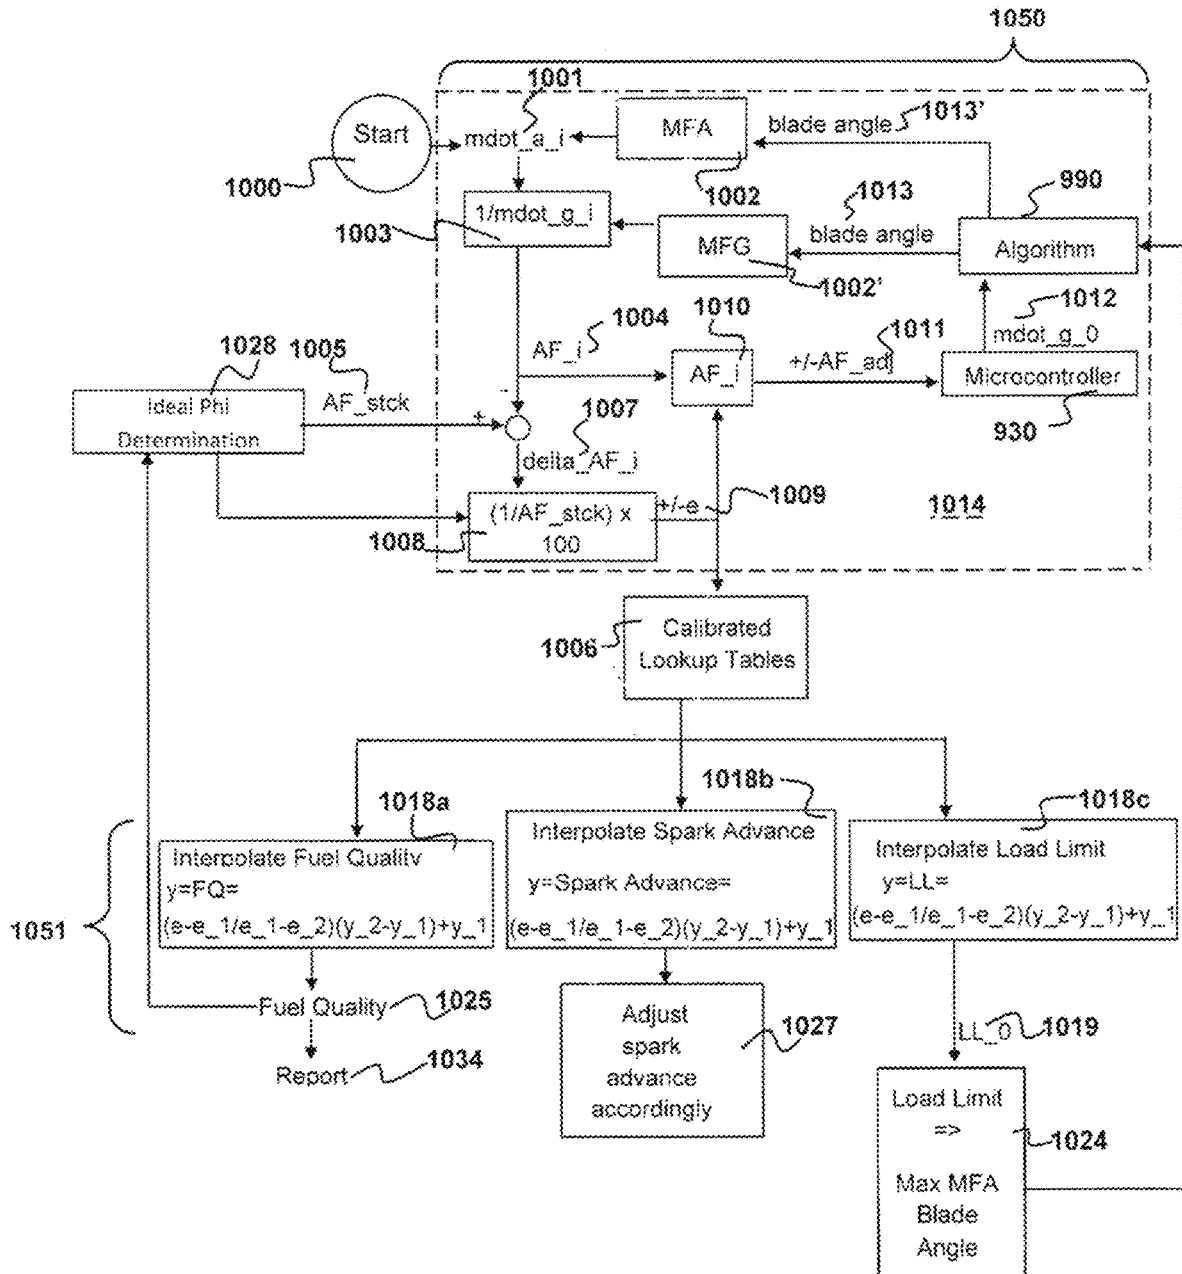 1050
1001
Start
mdot_a_i
MFA
blade angle
1013'
1000
1002
990
1/mdot_g_i
1003
1013
blade angle
MFG
Algorithm
1002'
1012
1010
1004
mdot_g_0
1011
1028
1005
AF_i
AF_i
+/-AF_adj
Microcontroller
AF_stck
-
+
1007
930
Ideal Phi
Determination
delta_AF_i
1009
+/-e
(1/AF_stck) x
100
1008
1014
1006
Calibrated
Lookup Tables
1018a
1018b
1018c
Interpolate Fuel Quality
y=FQ=
(e-e_1/e_1-e_2)(y_2-y_1)+y_1
Interpolate Spark Advance
y=Spark Advance=
(e-e_1/e_1-e_2)(y_2-y_1)+y_1
Interpolate Load Limit
y=LL=
(e-e_1/e_1-e_2)(y_2-y_1)+y_1
1051
Fuel Quality
1025
Report
1034
Adjust
spark
advance
accordingly
1027
LL_0
1019
Load Limit
=>
Max MFA
Blade
Angle
1024